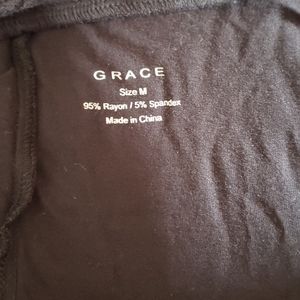 GRACE
Size M
95% Rayon / 5% Spandex
Made in China